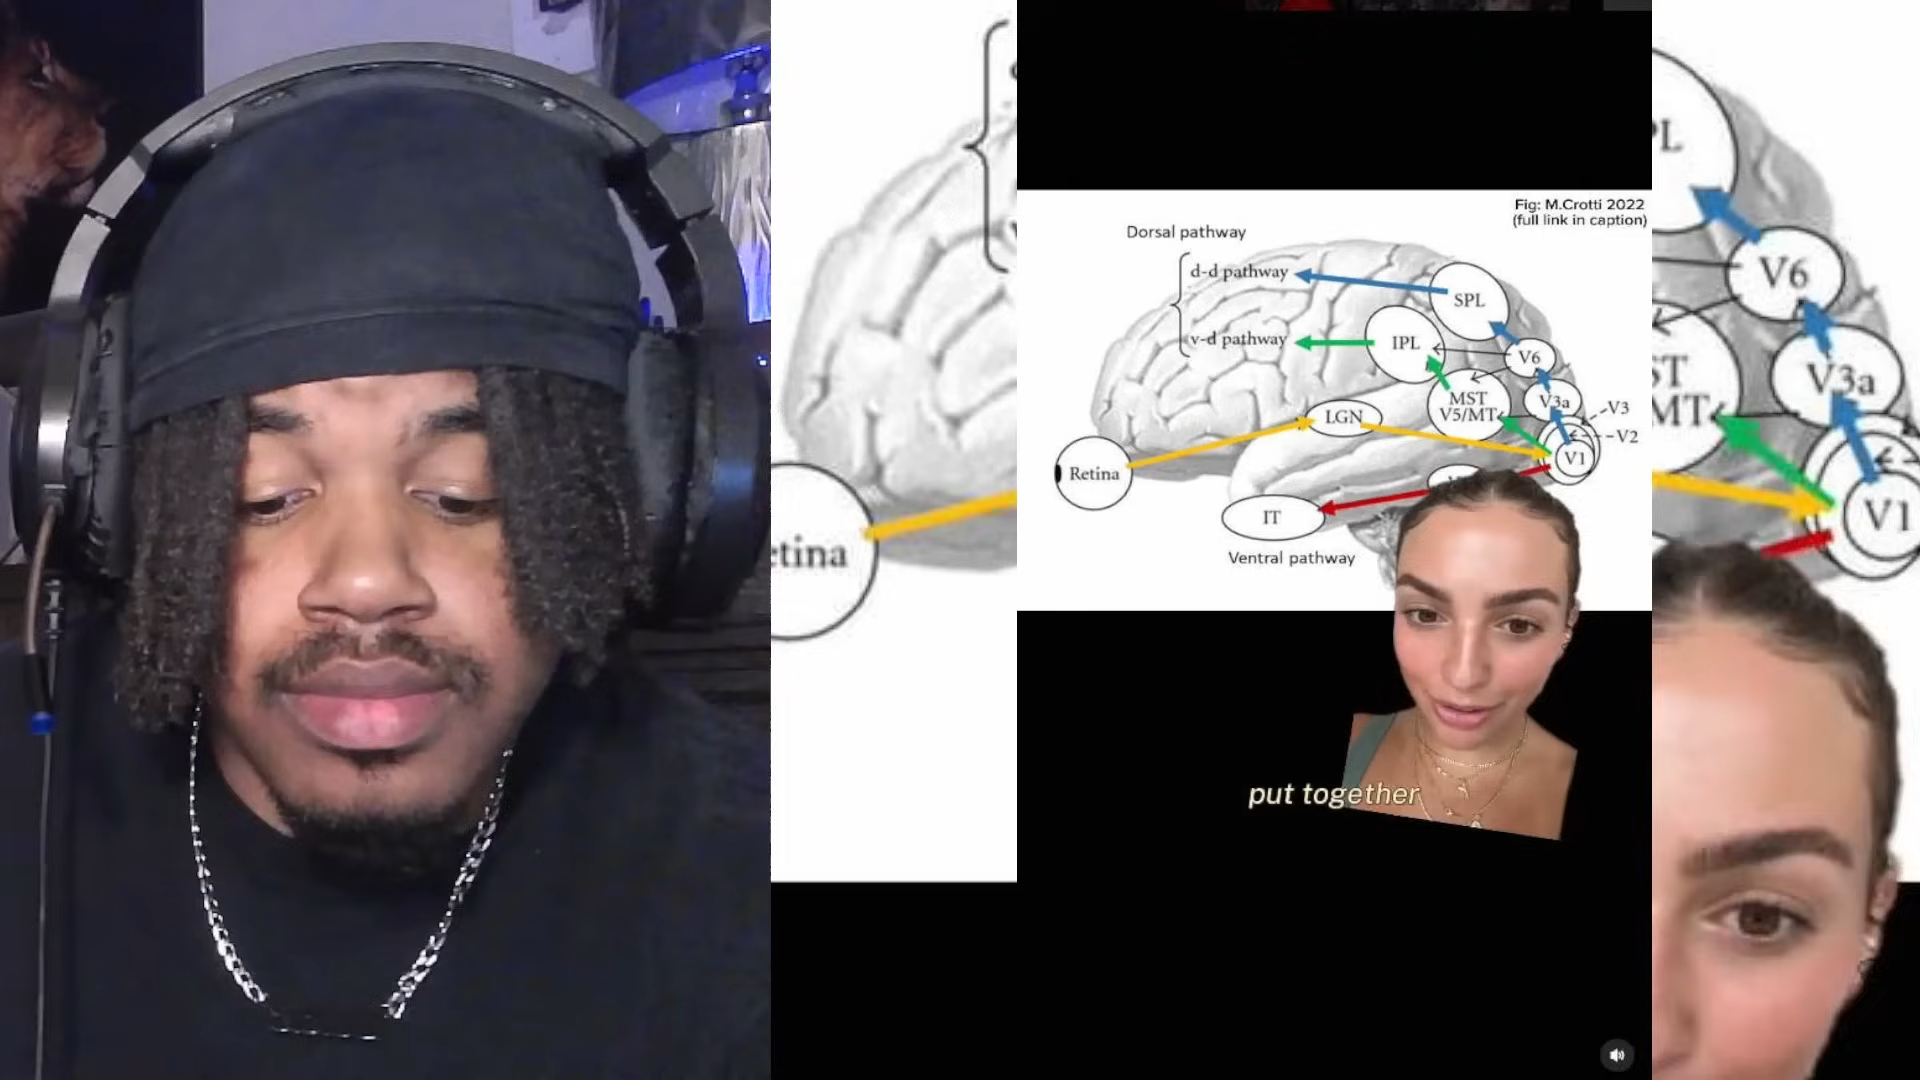 Fig: M.Crotti 2022
(full link in caption)
Dorsal pathway
d-d pathway
SPL
v-d pathway
IPL
V6
MST
V5/MT
V3a
V3
V2
V1
LGN
Retina
IT
Ventral pathway
put together
etina
PL
V6
V3a
ST
MT
V1